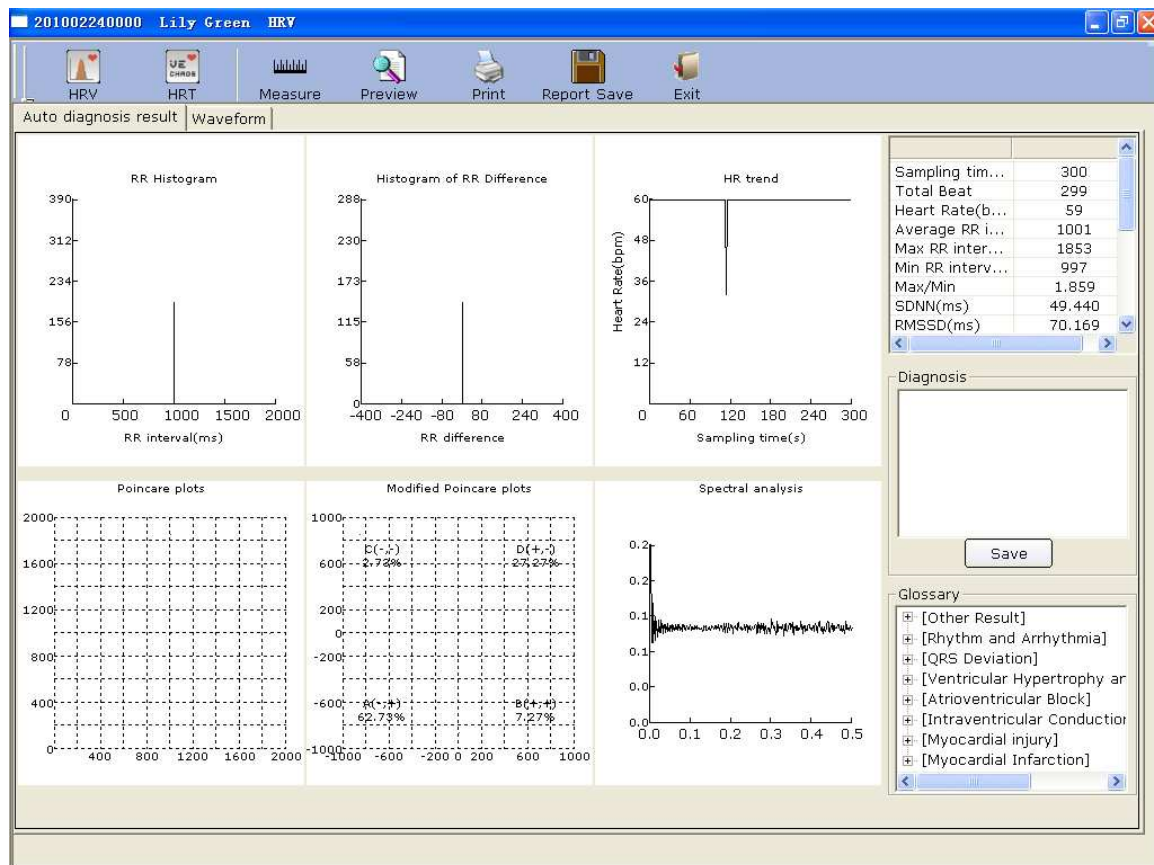 201002240000 Lily Green HRV
HRV
HRT
Measure
Preview
Print
Report Save
Exit
UE
CHAOS
Auto diagnosis result
Waveform
RR Histogram
390
312
234
156
78
0 500 1000 1500 2000
RR interval(ms)
Histogram of RR Difference
288
230
173
115
58
0
-400 -240 -80 80 240 400
RR difference
HR trend
Heart Rate(bpm)
60
48
36
24
12
0 60 120 180 240 300
Sampling time(s)
Sampling tim... 300
Total Beat 299
Heart Rate(b... 59
Average RR i... 1001
Max RR inter... 1853
Min RR interv... 997
Max/Min 1.859
SDNN(ms) 49.440
RMSSD(ms) 70.169
Diagnosis
Save
Poincare plots
2000
1600
1200
800
400
0
400 800 1200 1600 2000
Modified Poincare plots
1000
600
200
0
-200
-600
-1000
C(-,-)
2.73%
D(+,-)
27.27%
A(-,+)
62.73%
B(+,+)
7.27%
-1000 -600 -200 0 200 600 1000
Spectral analysis
0.2
0.2
0.1
0.1
0.0
0.0
0.0 0.1 0.2 0.3 0.4 0.5
Glossary
[Other Result]
[Rhythm and Arrhythmia]
[QRS Deviation]
[Ventricular Hypertrophy ar
[Atrioventricular Block]
[Intraventricular Conduction
[Myocardial injury]
[Myocardial Infarction]